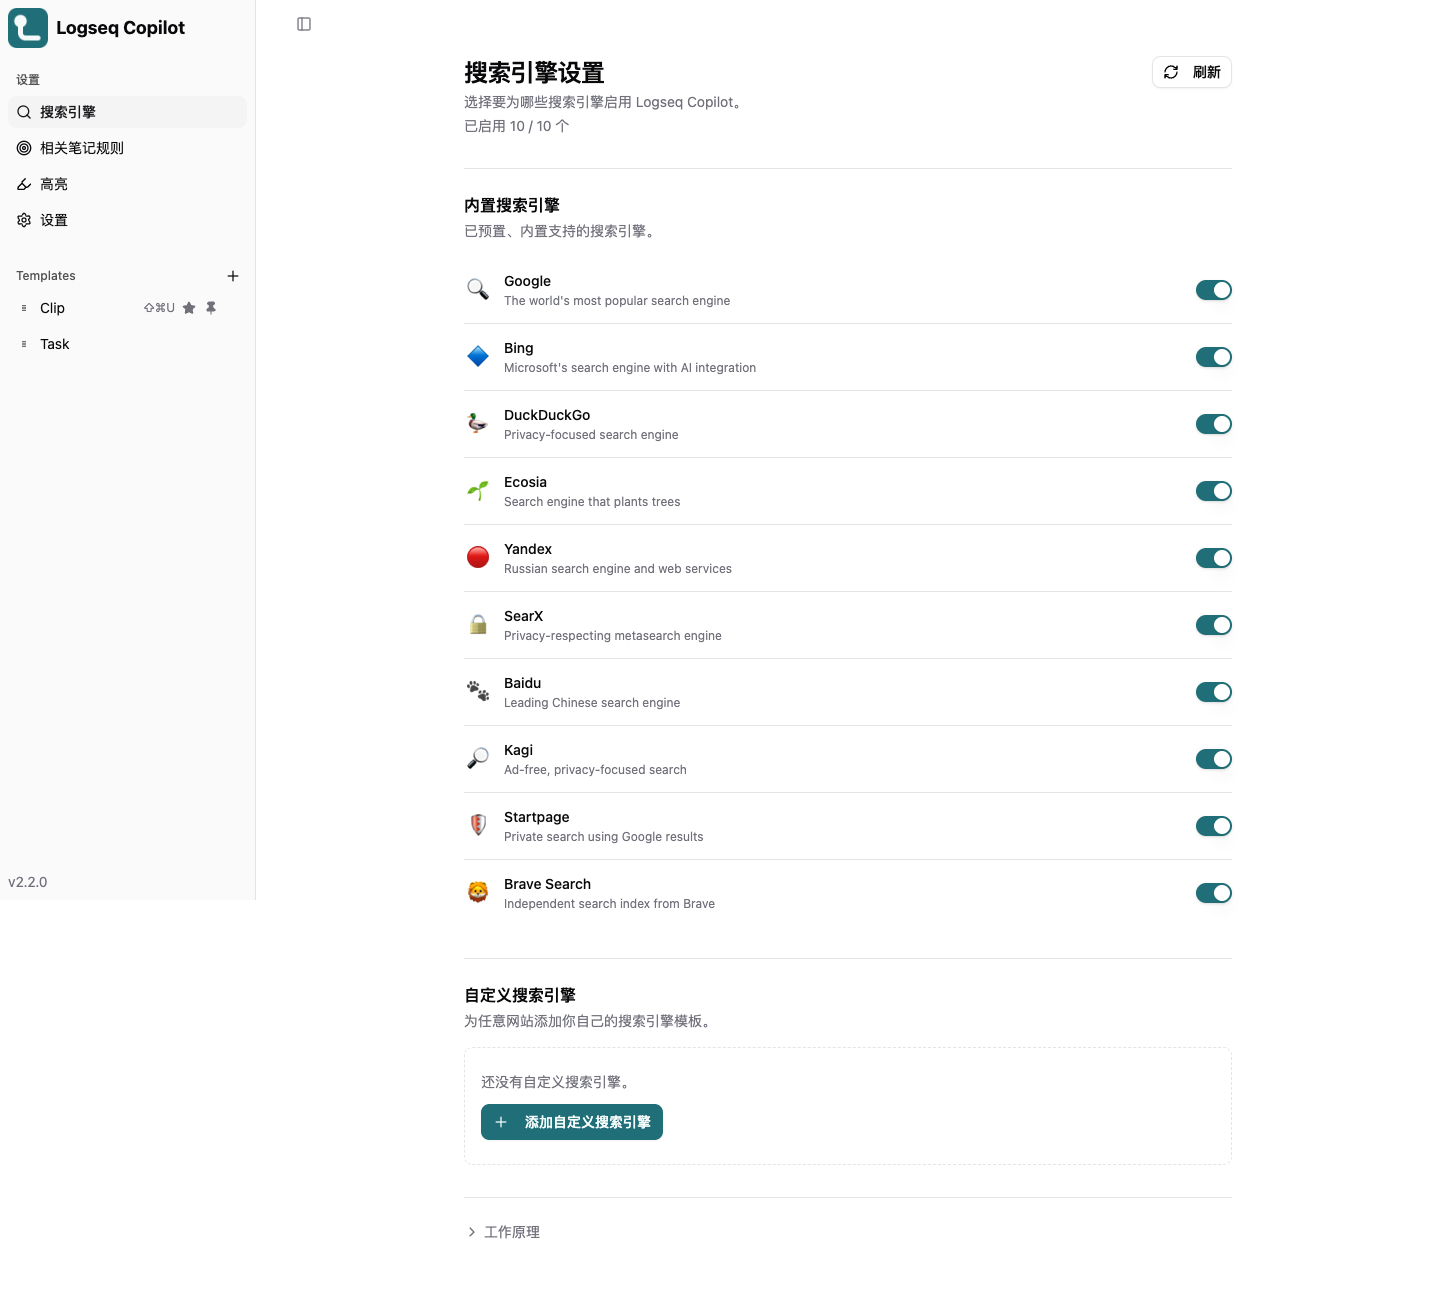 Logseq Copilot
设置
搜索引擎
相关笔记规则
高亮
设置
Templates
Clip ⇧⌘U
Task
v2.2.0
搜索引擎设置
刷新
选择要为哪些搜索引擎启用 Logseq Copilot。
已启用 10 / 10 个
内置搜索引擎
已预置、内置支持的搜索引擎。
Google
The world's most popular search engine
Bing
Microsoft's search engine with AI integration
DuckDuckGo
Privacy-focused search engine
Ecosia
Search engine that plants trees
Yandex
Russian search engine and web services
SearX
Privacy-respecting metasearch engine
Baidu
Leading Chinese search engine
Kagi
Ad-free, privacy-focused search
Startpage
Private search using Google results
Brave Search
Independent search index from Brave
自定义搜索引擎
为任意网站添加你自己的搜索引擎模板。
还没有自定义搜索引擎。
添加自定义搜索引擎
工作原理